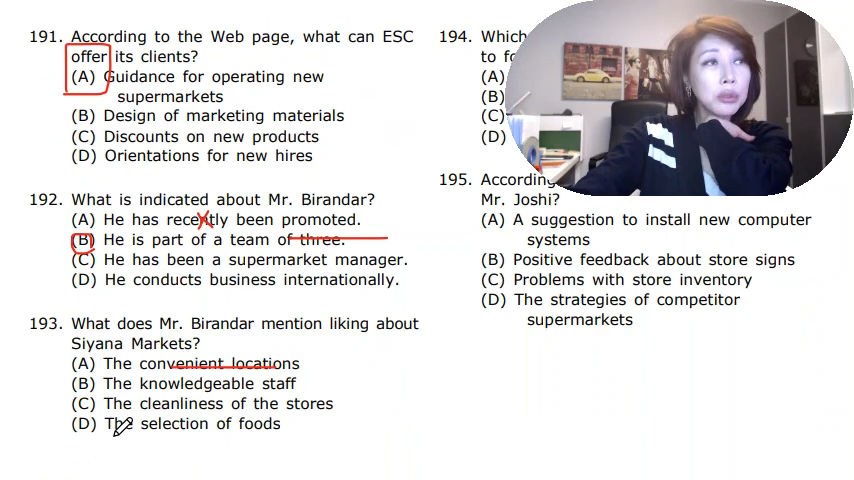 191. According to the Web page, what can ESC
offer its clients?
(A) Guidance for operating new
supermarkets
(B) Design of marketing materials
(C) Discounts on new products
(D) Orientations for new hires
192. What is indicated about Mr. Birandar?
(A) He has recently been promoted.
(B) He is part of a team of three.
(C) He has been a supermarket manager.
(D) He conducts business internationally.
193. What does Mr. Birandar mention liking about
Siyana Markets?
(A) The convenient locations
(B) The knowledgeable staff
(C) The cleanliness of the stores
(D) The selection of foods
194. Which
to
(A)
(B)
(C)
(D)
195. According
Mr. Joshi?
(A) A suggestion to install new computer
systems
(B) Positive feedback about store signs
(C) Problems with store inventory
(D) The strategies of competitor
supermarkets